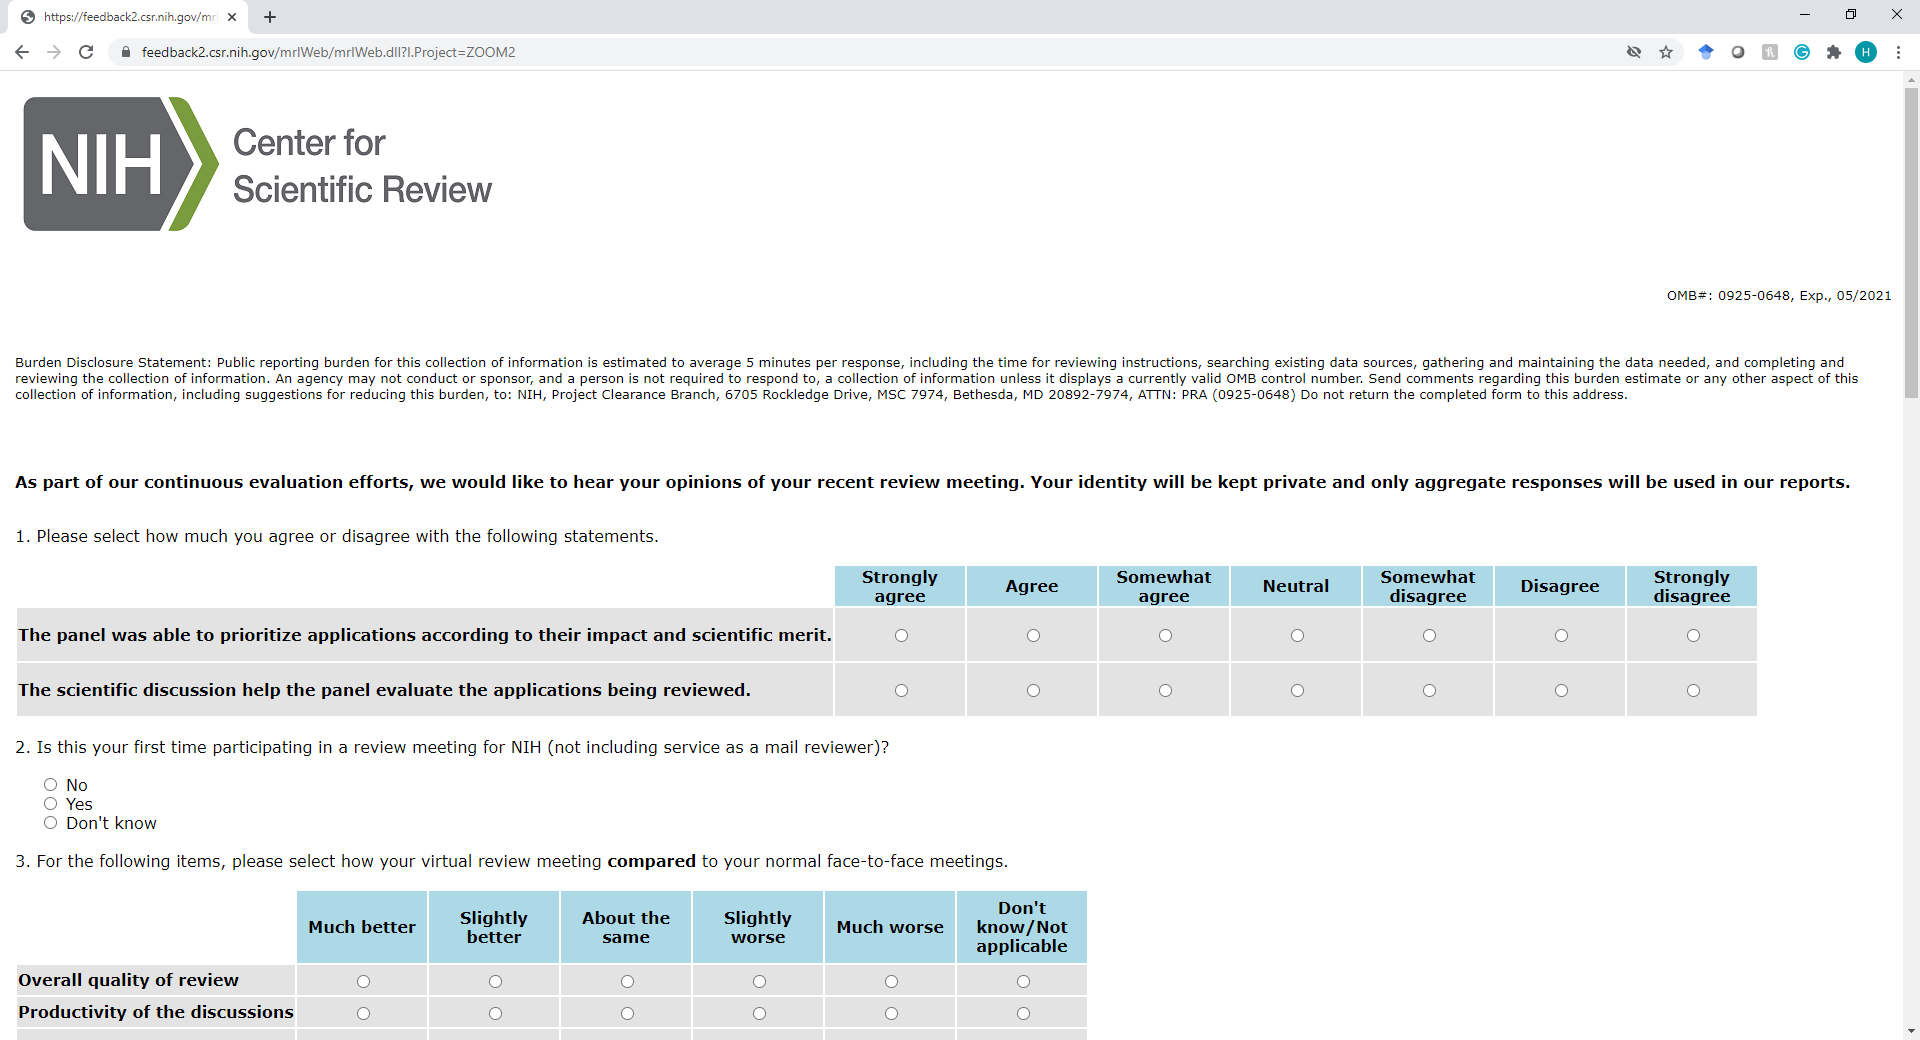 https://feedback2.csr.nih.gov/mrl
feedback2.csr.nih.gov/mrIWeb/mrIWeb.dll?I.Project=ZOOM2
H
NIH
Center for
Scientific Review
OMB#: 0925-0648, Exp., 05/2021
Burden Disclosure Statement: Public reporting burden for this collection of information is estimated to average 5 minutes per response, including the time for reviewing instructions, searching existing data sources, gathering and maintaining the data needed, and completing and
reviewing the collection of information. An agency may not conduct or sponsor, and a person is not required to respond to, a collection of information unless it displays a currently valid OMB control number. Send comments regarding this burden estimate or any other aspect of this
collection of information, including suggestions for reducing this burden, to: NIH, Project Clearance Branch, 6705 Rockledge Drive, MSC 7974, Bethesda, MD 20892-7974, ATTN: PRA (0925-0648) Do not return the completed form to this address.
As part of our continuous evaluation efforts, we would like to hear your opinions of your recent review meeting. Your identity will be kept private and only aggregate responses will be used in our reports.
1. Please select how much you agree or disagree with the following statements.
Strongly agree Agree Somewhat agree Neutral Somewhat disagree Disagree Strongly disagree
The panel was able to prioritize applications according to their impact and scientific merit.
The scientific discussion help the panel evaluate the applications being reviewed.
2. Is this your first time participating in a review meeting for NIH (not including service as a mail reviewer)?
No
Yes
Don't know
3. For the following items, please select how your virtual review meeting compared to your normal face-to-face meetings.
Much better Slightly better About the same Slightly worse Much worse Don't know/Not applicable
Overall quality of review
Productivity of the discussions